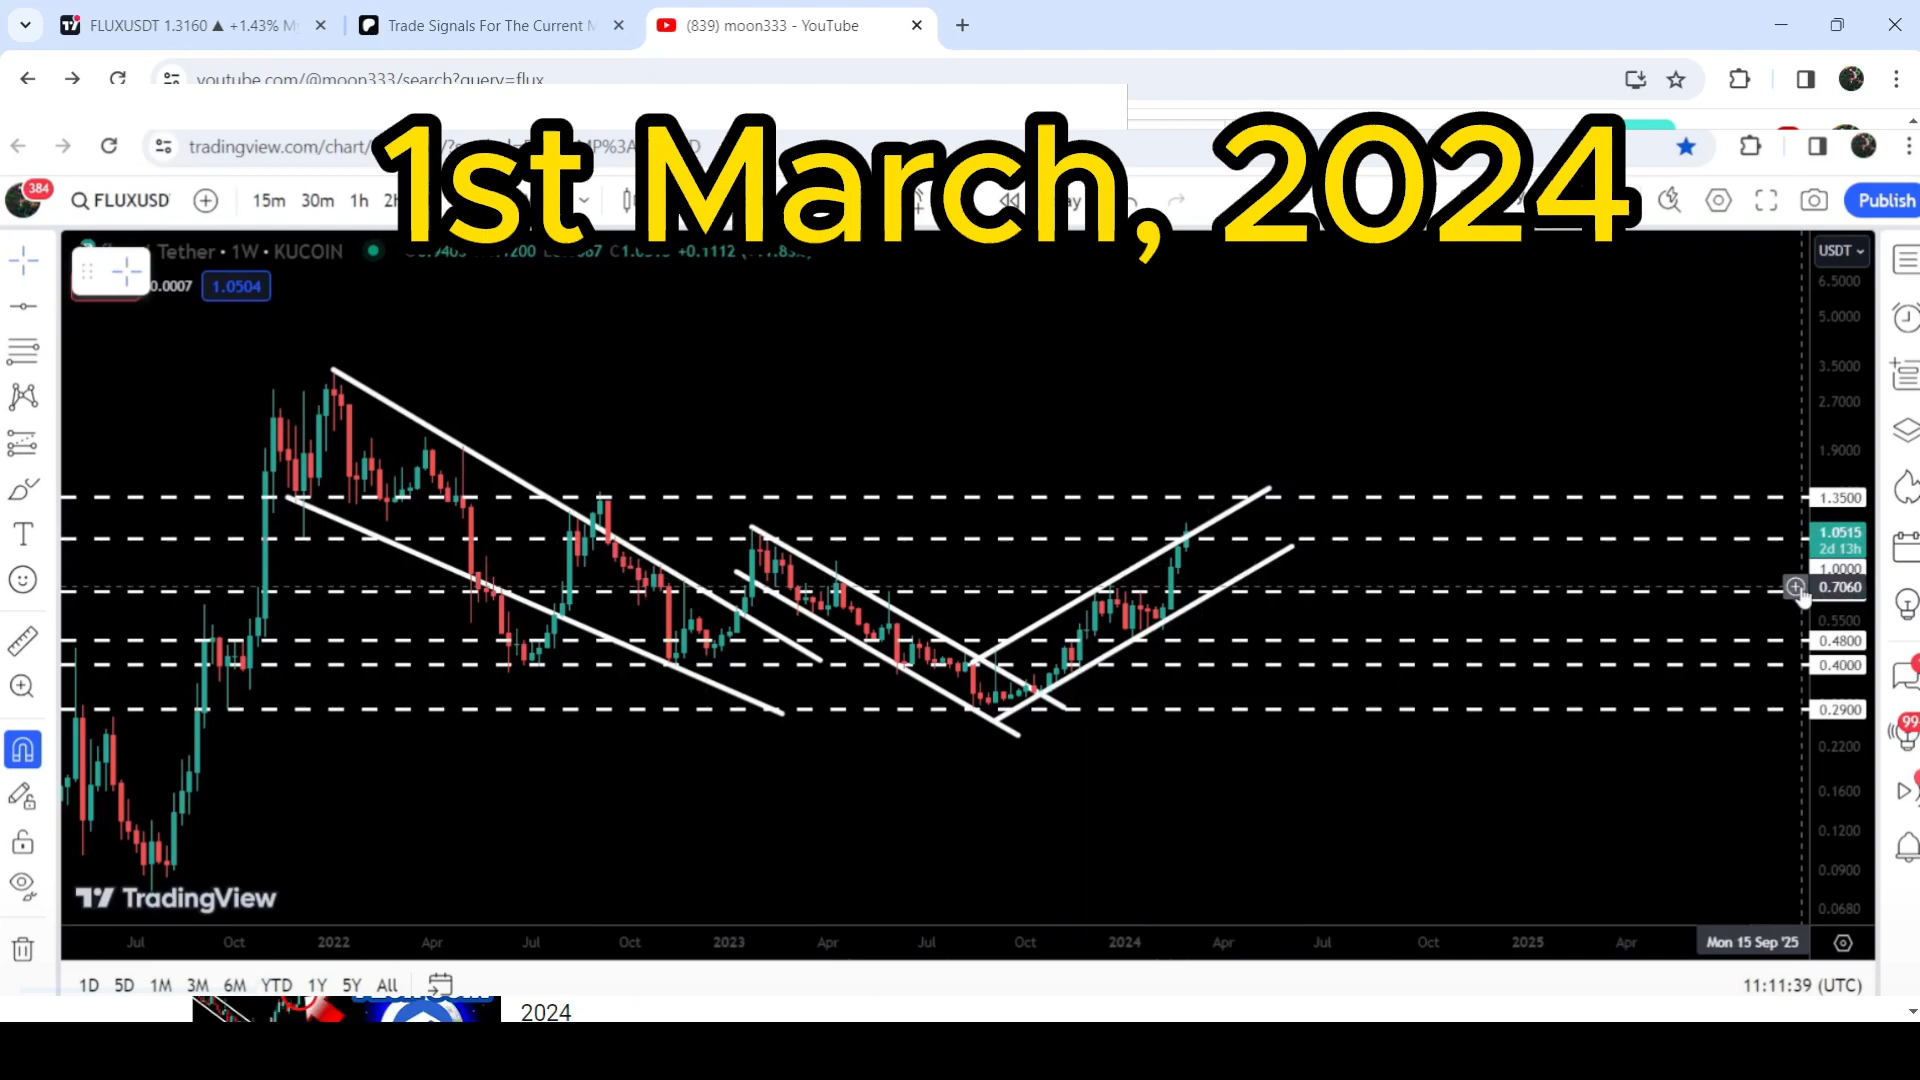 FLUXUSDT 1.3160 ▲ +1.43%
Trade Signals For The Current
(839) moon333 - YouTube
youtube.com/@moon333/search?query=flux
tradingview.com/chart/
1st March, 2024
384
FLUXUSD
15m 30m 1h
Publish
Tether • 1W • KUCOIN
+0.1112
USDT
0.0007
1.0504
6.5000
5.0000
3.5000
2.7000
1.9000
1.3500
1.0515
2d 13h
1.0000
0.7060
0.5500
0.4800
0.4000
0.2900
0.2200
0.1600
0.1200
0.0900
0.0680
99
TradingView
Jul Oct 2022 Apr Jul Oct 2023 Apr Jul Oct 2024 Apr Jul Oct 2025 Apr Mon 15 Sep '25
1D 5D 1M 3M 6M YTD 1Y 5Y All
11:11:39 (UTC)
2024